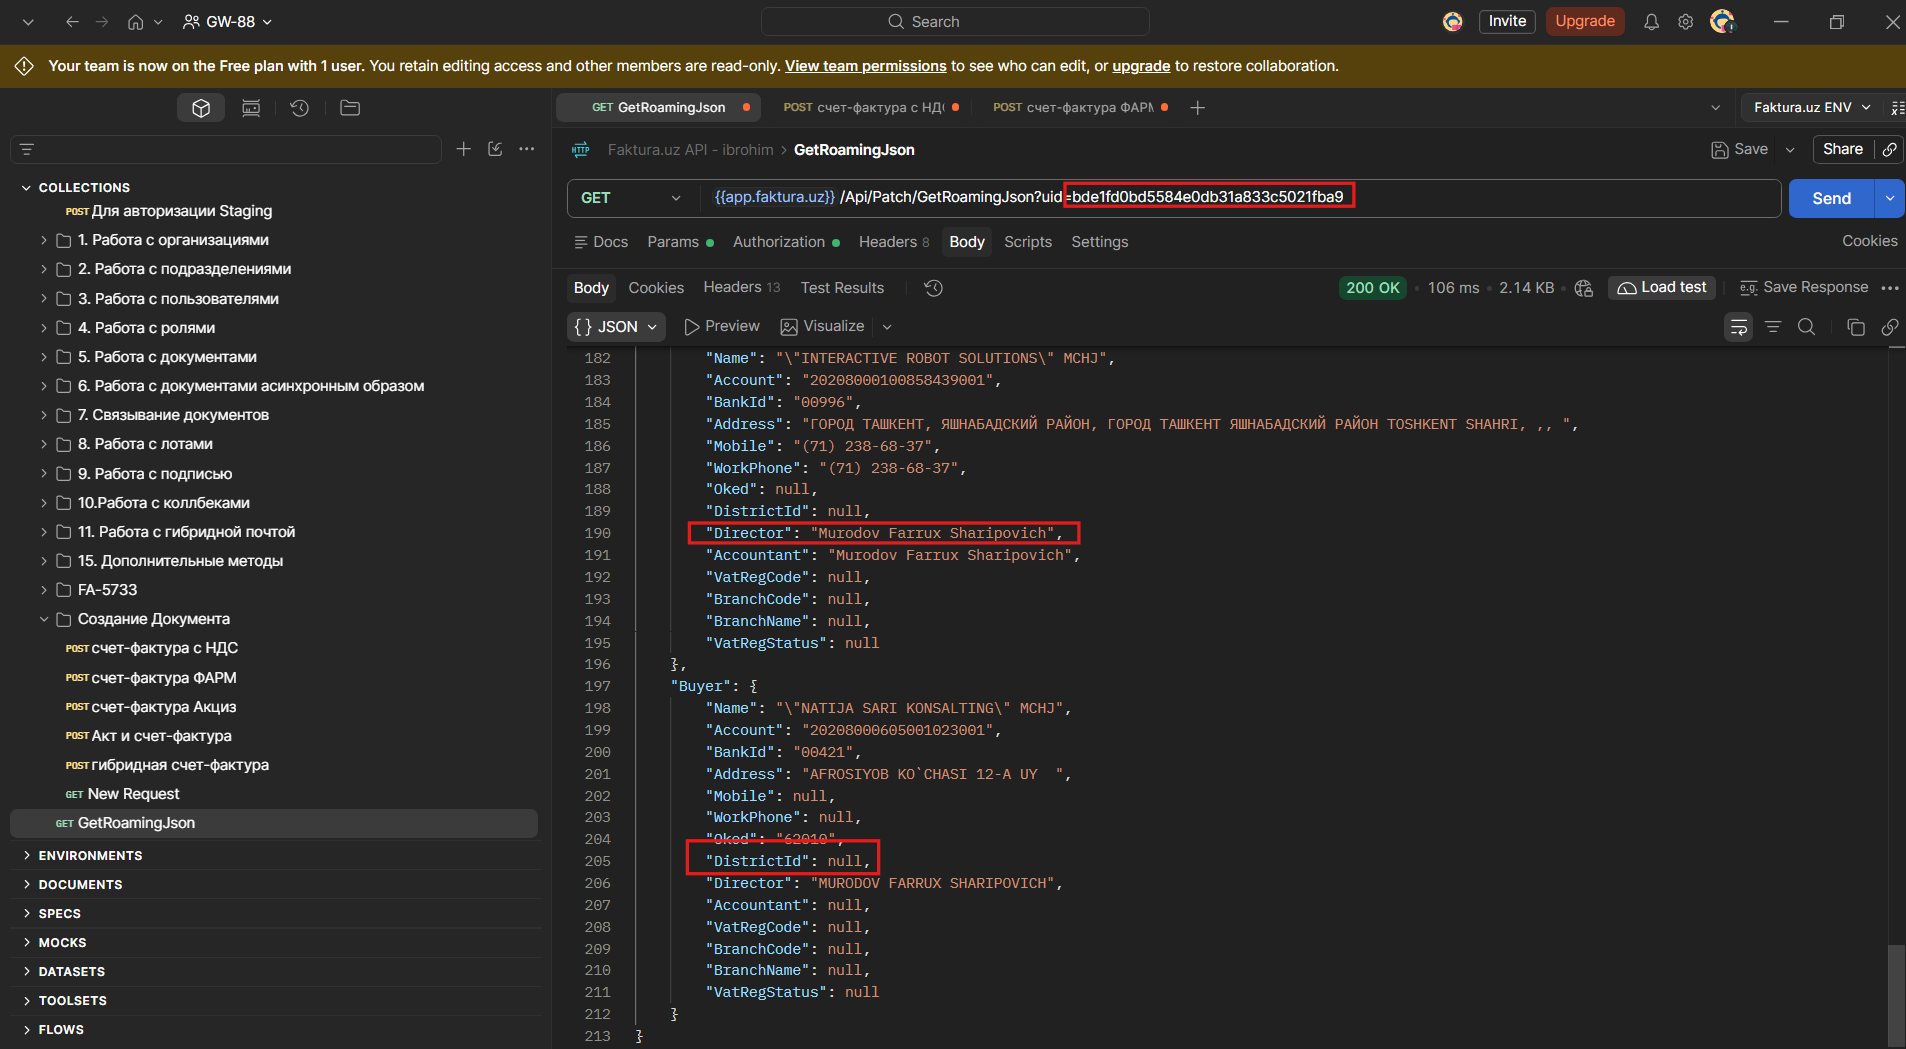 GW-88
Search
Invite
Upgrade
Your team is now on the Free plan with 1 user. You retain editing access and other members are read-only. View team permissions to see who can edit, or upgrade to restore collaboration.
GET GetRoamingJson
POST счет-фактура с НДС
POST счет-фактура ФАРМ
Faktura.uz ENV
COLLECTIONS
POST Для авторизации Staging
1. Работа с организациями
2. Работа с подразделениями
3. Работа с пользователями
4. Работа с ролями
5. Работа с документами
6. Работа с документами асинхронным образом
7. Связывание документов
8. Работа с лотами
9. Работа с подписью
10.Работа с коллбеками
11. Работа с гибридной почтой
15. Дополнительные методы
FA-5733
Создание Документа
POST счет-фактура с НДС
POST счет-фактура ФАРМ
POST счет-фактура Акциз
POST Акт и счет-фактура
POST гибридная счет-фактура
GET New Request
GET GetRoamingJson
ENVIRONMENTS
DOCUMENTS
SPECS
MOCKS
DATASETS
TOOLSETS
FLOWS
HTTP Faktura.uz API - ibrohim > GetRoamingJson
Save
Share
GET {{app.faktura.uz}} /Api/Patch/GetRoamingJson?uid=bde1fd0bd5584e0db31a833c5021fba9
Send
Docs Params Authorization Headers 8 Body Scripts Settings
Cookies
Body Cookies Headers 13 Test Results
200 OK • 106 ms • 2.14 KB
Load test
e.g. Save Response
{} JSON Preview Visualize
182 "Name": "\"INTERACTIVE ROBOT SOLUTIONS\" MCHJ",
183 "Account": "20208000100858439001",
184 "BankId": "00996",
185 "Address": "ГОРОД ТАШКЕНТ, ЯШНАБАДСКИЙ РАЙОН, ГОРОД ТАШКЕНТ ЯШНАБАДСКИЙ РАЙОН TOSHKENT SHAHRI, ,, ",
186 "Mobile": "(71) 238-68-37",
187 "WorkPhone": "(71) 238-68-37",
188 "Oked": null,
189 "DistrictId": null,
190 "Director": "Murodov Farrux Sharipovich",
191 "Accountant": "Murodov Farrux Sharipovich",
192 "VatRegCode": null,
193 "BranchCode": null,
194 "BranchName": null,
195 "VatRegStatus": null
196 },
197 "Buyer": {
198 "Name": "\"NATIJA SARI KONSALTING\" MCHJ",
199 "Account": "20208000605001023001",
200 "BankId": "00421",
201 "Address": "AFROSIYOB KO`CHASI 12-A UY  ",
202 "Mobile": null,
203 "WorkPhone": null,
204 "Oked": "62010",
205 "DistrictId": null,
206 "Director": "MURODOV FARRUX SHARIPOVICH",
207 "Accountant": null,
208 "VatRegCode": null,
209 "BranchCode": null,
210 "BranchName": null,
211 "VatRegStatus": null
212 }
213 }